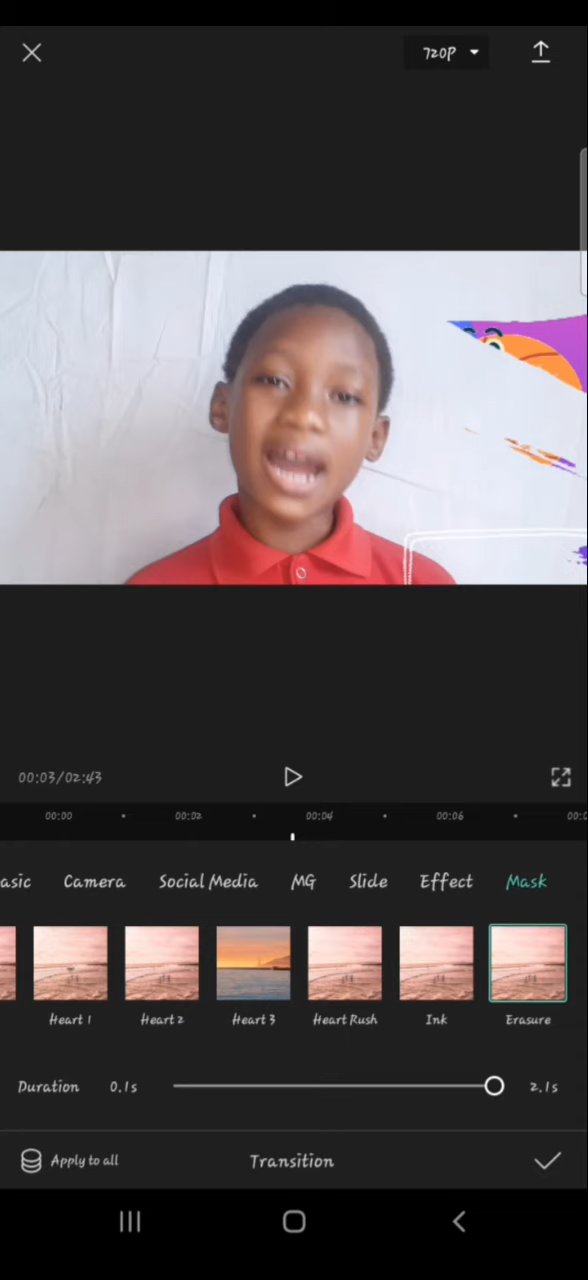 720P
00:03/02:43
00:00 00:02 00:04 00:06
asic Camera Social Media MG Slide Effect Mask
Heart 1 Heart 2 Heart 3 Heart Rush Ink Erasure
Duration 0.1s 2.1s
Apply to all Transition